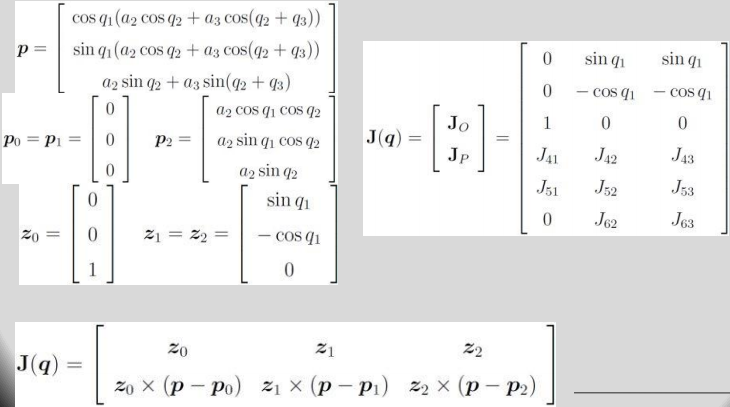 p = [ cos q₁(a₂ cos q₂ + a₃ cos(q₂ + q₃))
sin q₁(a₂ cos q₂ + a₃ cos(q₂ + q₃))
a₂ sin q₂ + a₃ sin(q₂ + q₃) ]
p₀ = p₁ = [ 0
0
0 ]
p₂ = [ a₂ cos q₁ cos q₂
a₂ sin q₁ cos q₂
a₂ sin q₂ ]
z₀ = [ 0
0
1 ]
z₁ = z₂ = [ sin q₁
− cos q₁
0 ]
J(q) = [ J_O
J_P ] = [ 0 sin q₁ sin q₁
0 − cos q₁ − cos q₁
1 0 0
J₄₁ J₄₂ J₄₃
J₅₁ J₅₂ J₅₃
0 J₆₂ J₆₃ ]
J(q) = [ z₀ z₁ z₂
z₀ × (p − p₀) z₁ × (p − p₁) z₂ × (p − p₂) ]